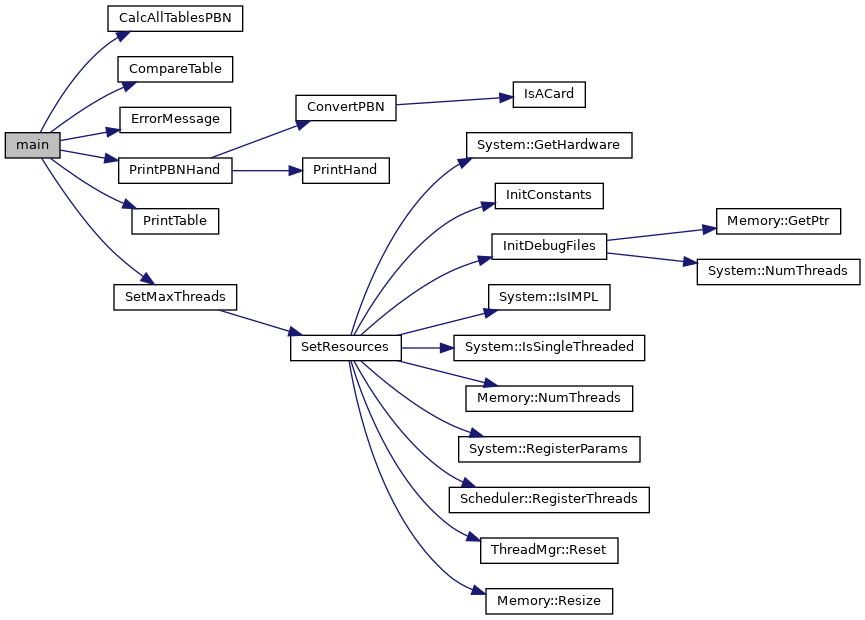 CalcAllTablesPBN
CompareTable
ErrorMessage
main
PrintPBNHand
PrintTable
SetMaxThreads
ConvertPBN
PrintHand
IsACard
SetResources
System::GetHardware
InitConstants
InitDebugFiles
System::IsIMPL
System::IsSingleThreaded
Memory::NumThreads
System::RegisterParams
Scheduler::RegisterThreads
ThreadMgr::Reset
Memory::Resize
Memory::GetPtr
System::NumThreads